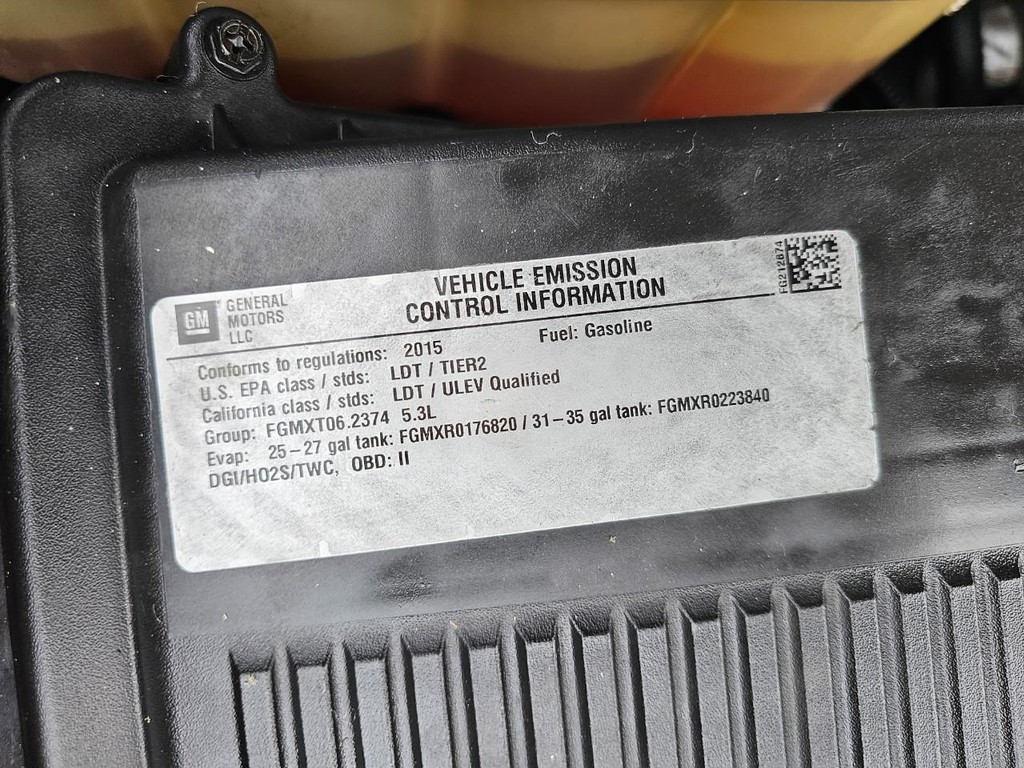 GM
GENERAL
MOTORS
LLC
VEHICLE EMISSION
CONTROL INFORMATION
FG212874
Conforms to regulations: 2015 Fuel: Gasoline
U.S. EPA class / stds: LDT / TIER2
California class / stds: LDT / ULEV Qualified
Group: FGMXT06.2374 5.3L
Evap: 25-27 gal tank: FGMXR0176820 / 31-35 gal tank: FGMXR0223840
DGI/HO2S/TWC, OBD: II